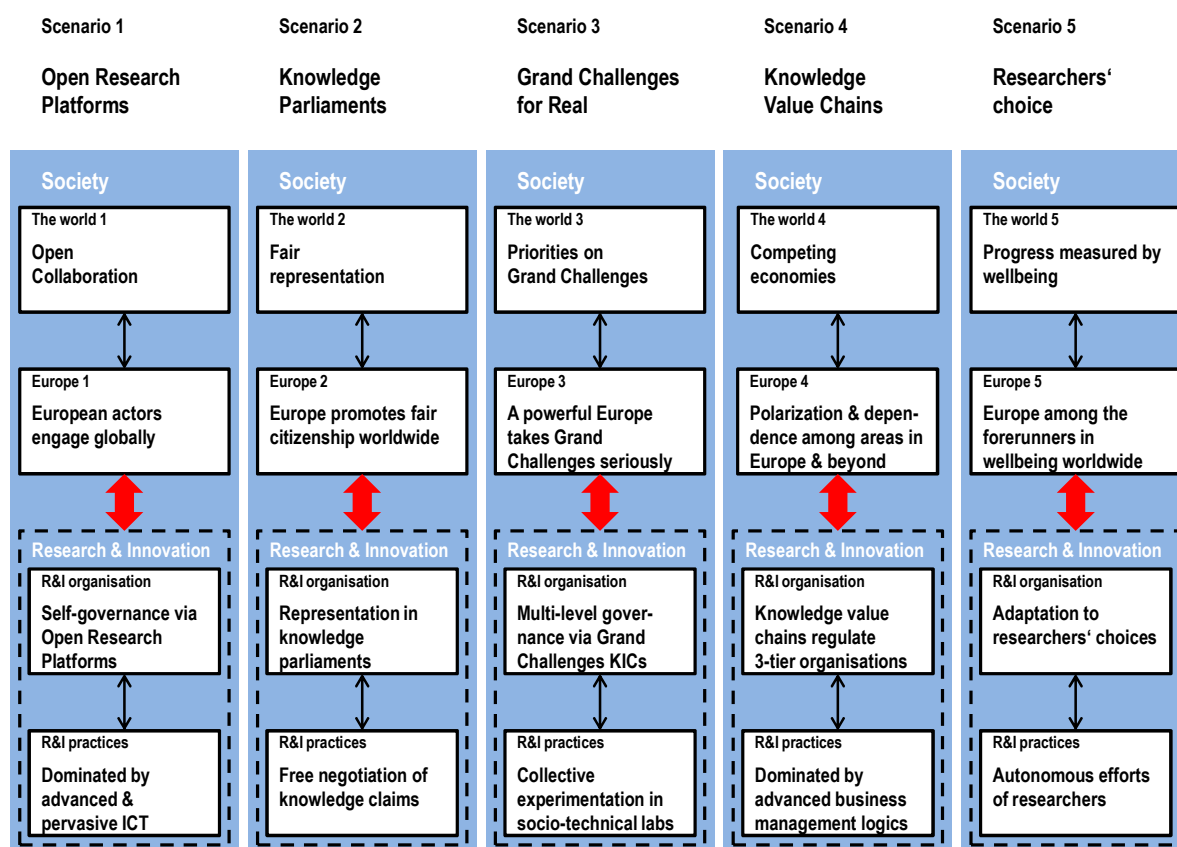 Scenario 1
Open Research
Platforms
Society
The world 1
Open
Collaboration
Europe 1
European actors
engage globally
Research & Innovation
R&I organisation
Self-governance via
Open Research
Platforms
R&I practices
Dominated by
advanced &
pervasive ICT
Scenario 2
Knowledge
Parliaments
Society
The world 2
Fair
representation
Europe 2
Europe promotes fair
citizenship worldwide
Research & Innovation
R&I organisation
Representation in
knowledge
parliaments
R&I practices
Free negotiation of
knowledge claims
Scenario 3
Grand Challenges
for Real
Society
The world 3
Priorities on
Grand Challenges
Europe 3
A powerful Europe
takes Grand
Challenges seriously
Research & Innovation
R&I organisation
Multi-level gover-
nance via Grand
Challenges KICs
R&I practices
Collective
experimentation in
socio-technical labs
Scenario 4
Knowledge
Value Chains
Society
The world 4
Competing
economies
Europe 4
Polarization & depen-
dence among areas in
Europe & beyond
Research & Innovation
R&I organisation
Knowledge value
chains regulate
3-tier organisations
R&I practices
Dominated by
advanced business
management logics
Scenario 5
Researchers‘
choice
Society
The world 5
Progress measured by
wellbeing
Europe 5
Europe among the
forerunners in
wellbeing worldwide
Research & Innovation
R&I organisation
Adaptation to
researchers‘ choices
R&I practices
Autonomous efforts
of researchers